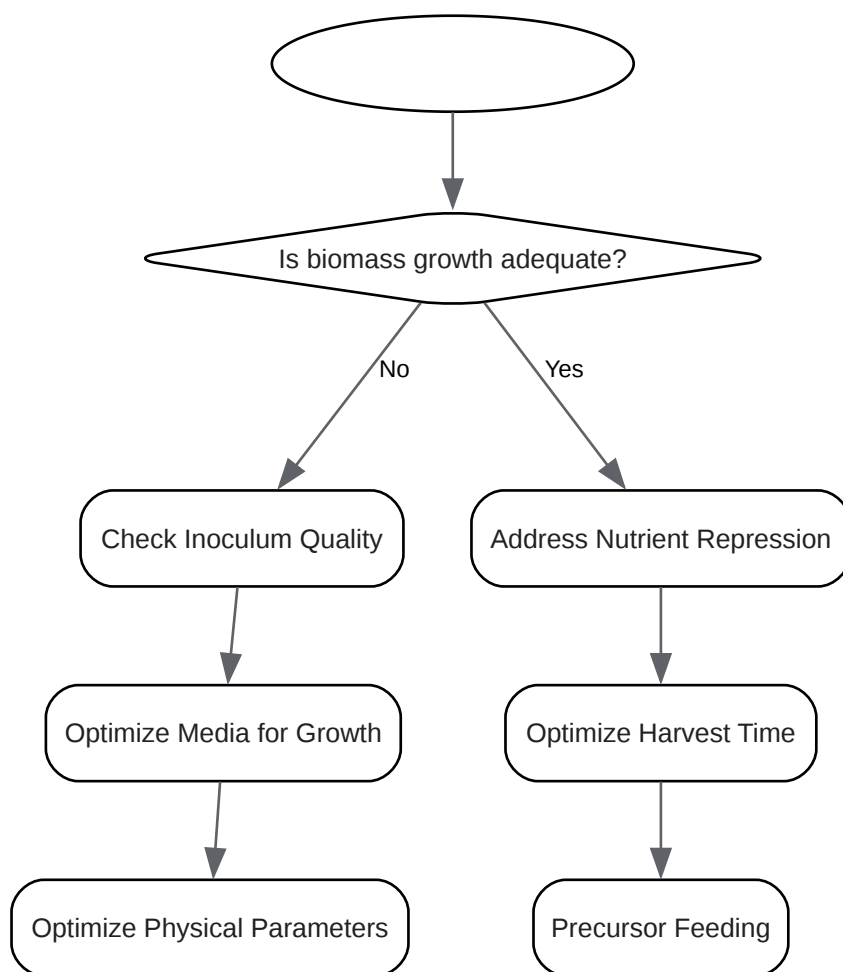 Is biomass growth adequate?
No
Yes
Check Inoculum Quality
Address Nutrient Repression
Optimize Media for Growth
Optimize Harvest Time
Optimize Physical Parameters
Precursor Feeding